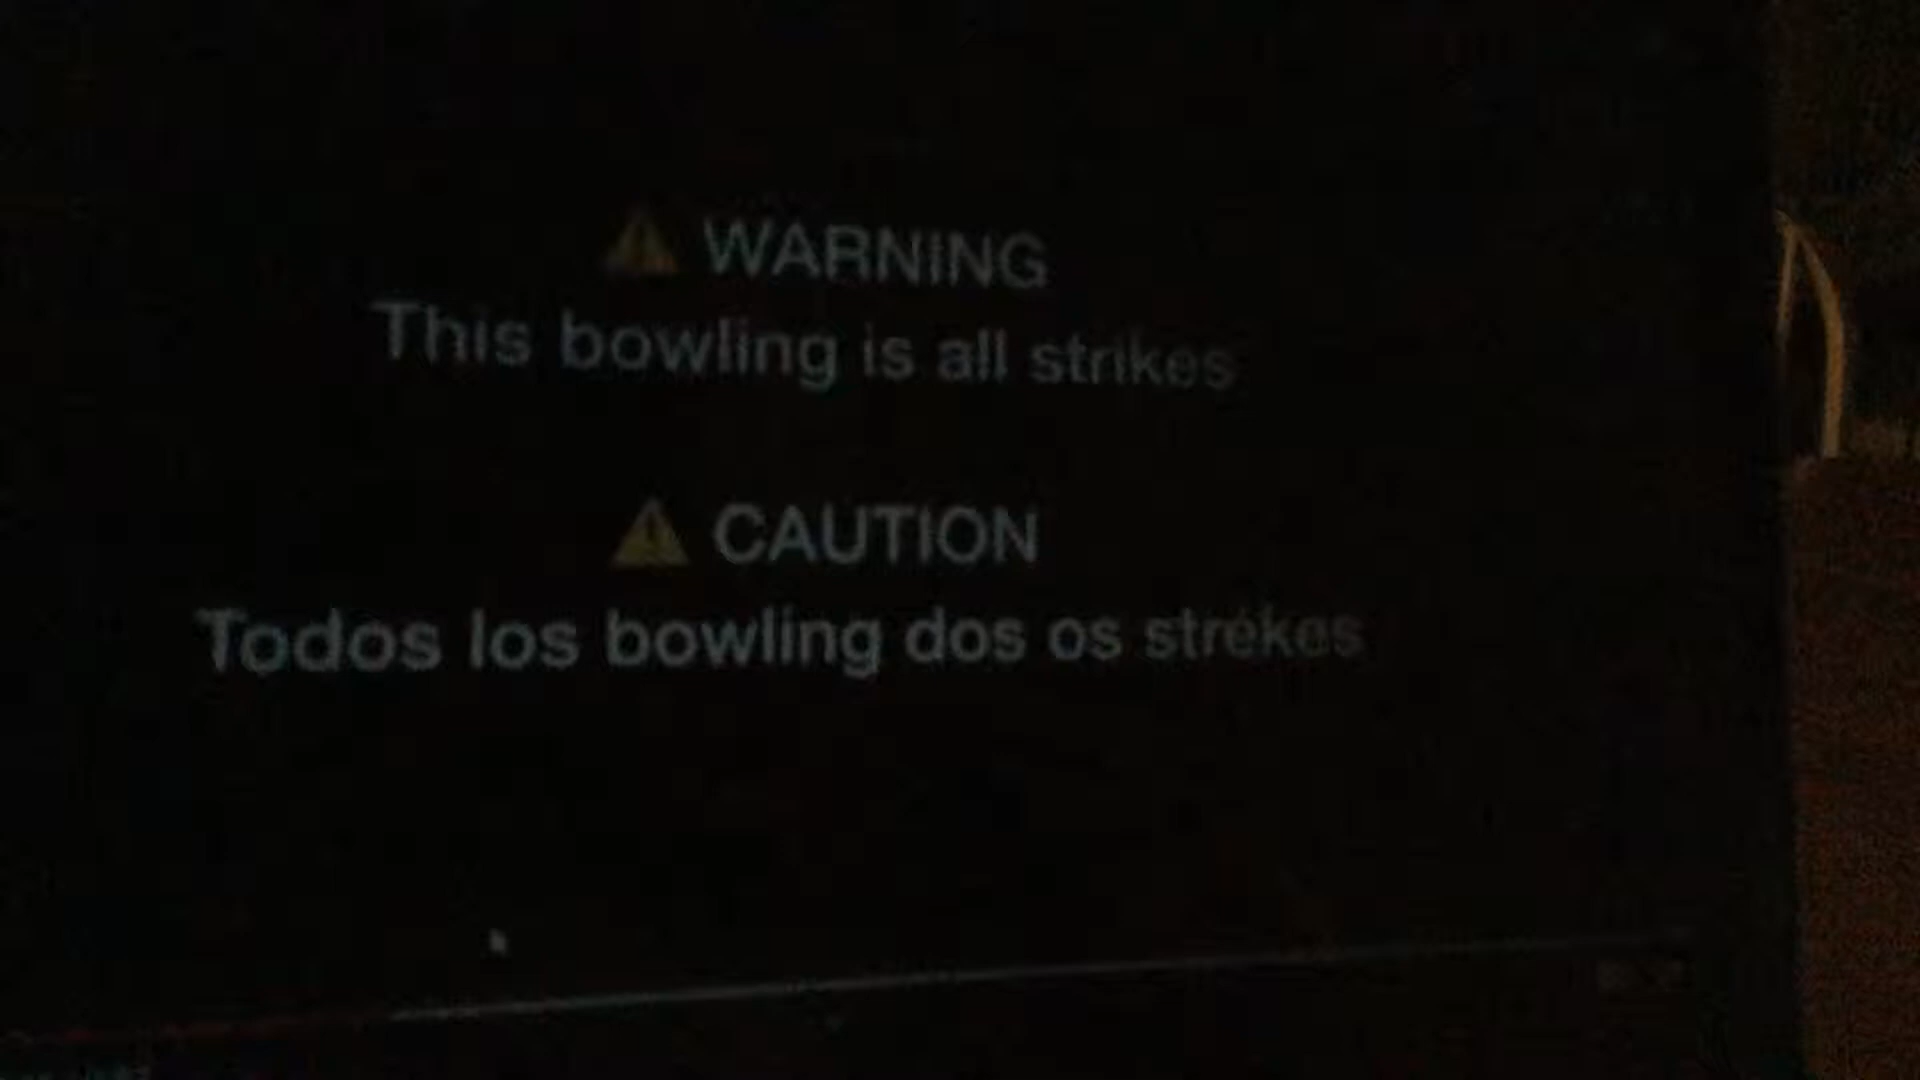 ⚠ WARNING
This bowling is all strikes
⚠ CAUTION
Todos los bowling dos os strekes